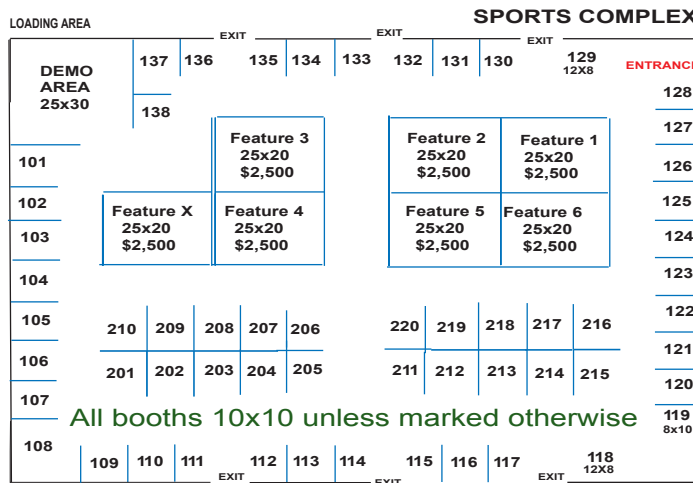 SPORTS COMPLEX
LOADING AREA
EXIT
EXIT
EXIT
137
136
135
134
133
132
131
130
129
12X8
ENTRANCE
DEMO
AREA
25x30
138
128
127
126
125
124
123
122
121
120
119
8x10
101
102
103
104
105
106
107
108
Feature 3
25x20
$2,500
Feature 2
25x20
$2,500
Feature 1
25x20
$2,500
Feature X
25x20
$2,500
Feature 4
25x20
$2,500
Feature 5
25x20
$2,500
Feature 6
25x20
$2,500
210 209 208 207 206
220 219 218 217 216
201 202 203 204 205
211 212 213 214 215
All booths 10x10 unless marked otherwise
109 110 111
112 113 114
115 116 117
118
12X8
EXIT
EXIT
EXIT